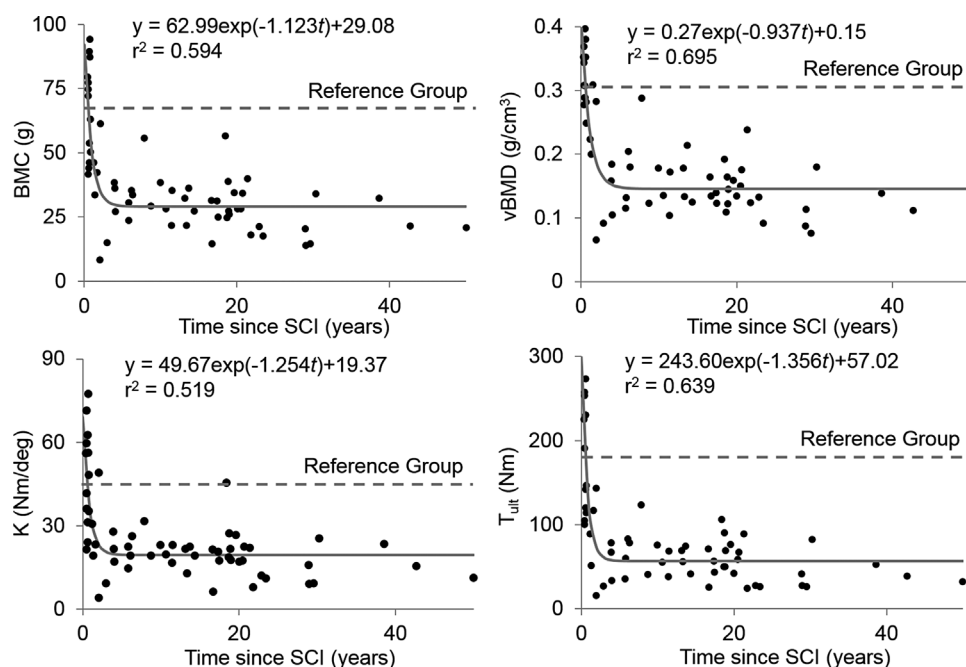 y = 62.99exp(-1.123t)+29.08
r² = 0.594
Reference Group
BMC (g)
100
75
50
25
0
0
20
40
Time since SCI (years)
y = 0.27exp(-0.937t)+0.15
r² = 0.695
Reference Group
vBMD (g/cm³)
0.4
0.3
0.2
0.1
0
0
20
40
Time since SCI (years)
y = 49.67exp(-1.254t)+19.37
r² = 0.519
Reference Group
K (Nm/deg)
90
60
30
0
0
20
40
Time since SCI (years)
y = 243.60exp(-1.356t)+57.02
r² = 0.639
Reference Group
Tult (Nm)
300
200
100
0
0
20
40
Time since SCI (years)